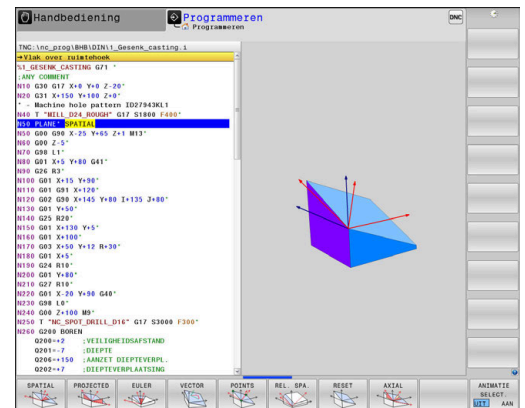 Handbediening
Programmeren
Programmeren
DNC
TNC:\nc_prog\BHB\DIN\1_Gesenk_casting.i
→Vlak over ruimtehoek
%1_GESENK_CASTING G71 *
;ANY COMMENT
N10 G30 G17 X+0 Y+0 Z-20*
N20 G31 X+150 Y+100 Z+0*
* - Machine hole pattern ID27943KL1
N40 T "MILL_D24_ROUGH" G17 S1800 F400*
N50 PLANE* SPATIAL
N50 G00 G90 X-25 Y+65 Z+1 M13*
N60 G00 Z-5*
N70 G98 L1*
N80 G01 X+5 Y+80 G41*
N90 G26 R3*
N100 G01 X+15 Y+90*
N110 G01 G91 X+120*
N120 G02 G90 X+145 Y+80 I+135 J+80*
N130 G01 Y+50*
N140 G25 R20*
N150 G01 X+130 Y+5*
N160 G01 X+100*
N170 G03 X+50 Y+12 R+30*
N180 G01 X+5*
N190 G24 R10*
N200 G01 Y+80*
N210 G27 R10*
N220 G01 X-20 Y+90 G40*
N230 G98 L0*
N240 G00 Z+100 M9*
N250 T "NC_SPOT_DRILL_D16" G17 S3000 F300*
N260 G200 BOREN
Q200=+2 ;VEILIGHEIDSAFSTAND
Q201=-7 ;DIEPTE
Q206=+150 ;AANZET DIEPTEVERPL.
Q202=+7 ;DIEPTEVERPLAATSING
SPATIAL
PROJECTED
EULER
VECTOR
POINTS
REL. SPA.
RESET
AXIAL
ANIMATIE
SELECT.
UIT AAN